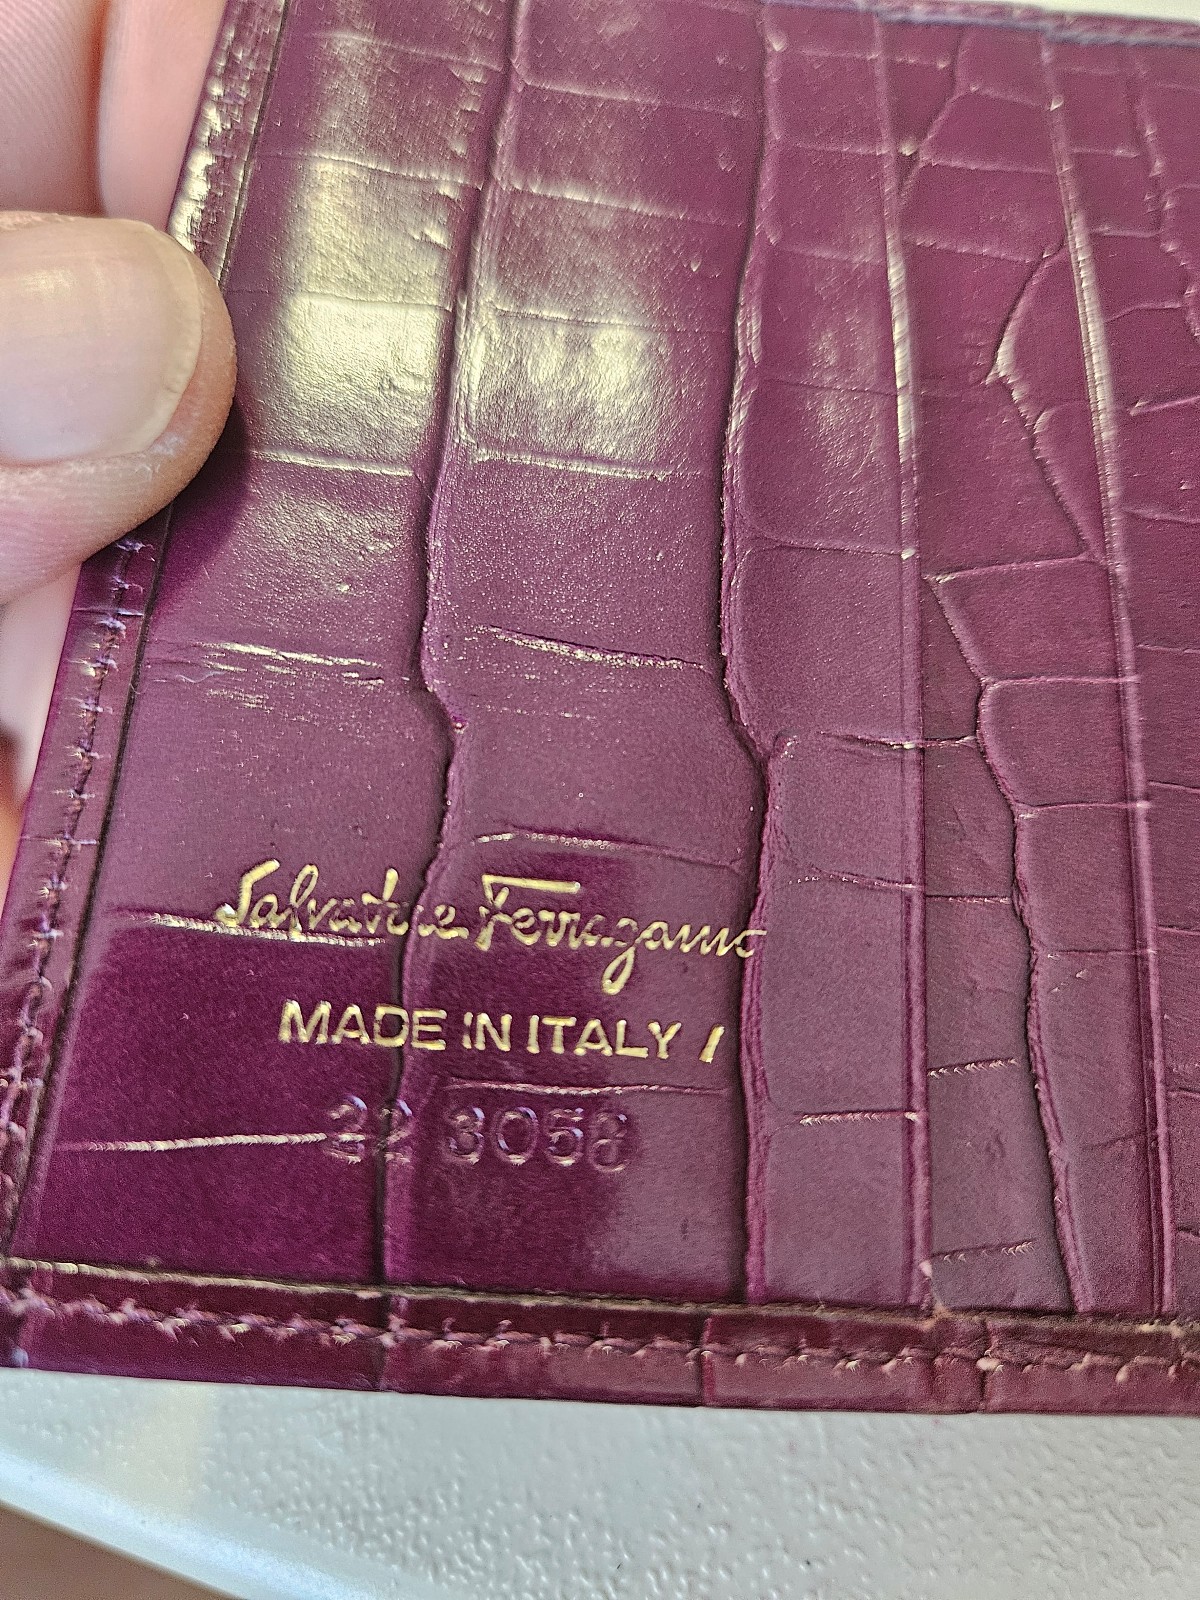 Salvatore Ferragamo
MADE IN ITALY /
22 3058